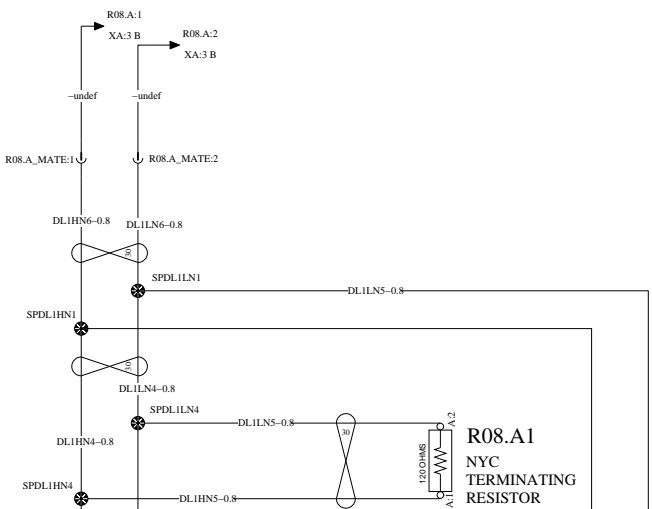 R08.A:1
XA:3 B
R08.A:2
XA:3 B
−undef
−undef
R08.A_MATE:1
R08.A_MATE:2
DL1HN6−0.8
DL1LN6−0.8
30
SPDL1LN1
DL1LN5−0.8
SPDL1HN1
30
DL1LN4−0.8
SPDL1LN4
DL1LN5−0.8
30
A:2
R08.A1
DL1HN4−0.8
120 OHMS
NYC
TERMINATING
RESISTOR
SPDL1HN4
DL1HN5−0.8
A:1